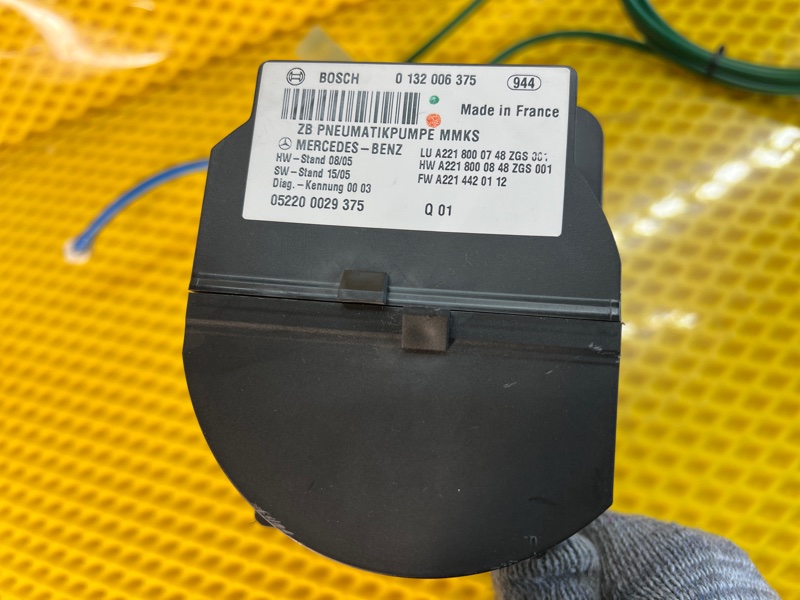 BOSCH 0 132 006 375 944
Made in France
ZB PNEUMATIKPUMPE MMKS
MERCEDES-BENZ
HW-Stand 08/05
SW-Stand 15/05
Diag.-Kennung 00 03
LU A221 800 07 48 ZGS 001
HW A221 800 08 48 ZGS 001
FW A221 442 01 12
05220 0029 375 Q 01